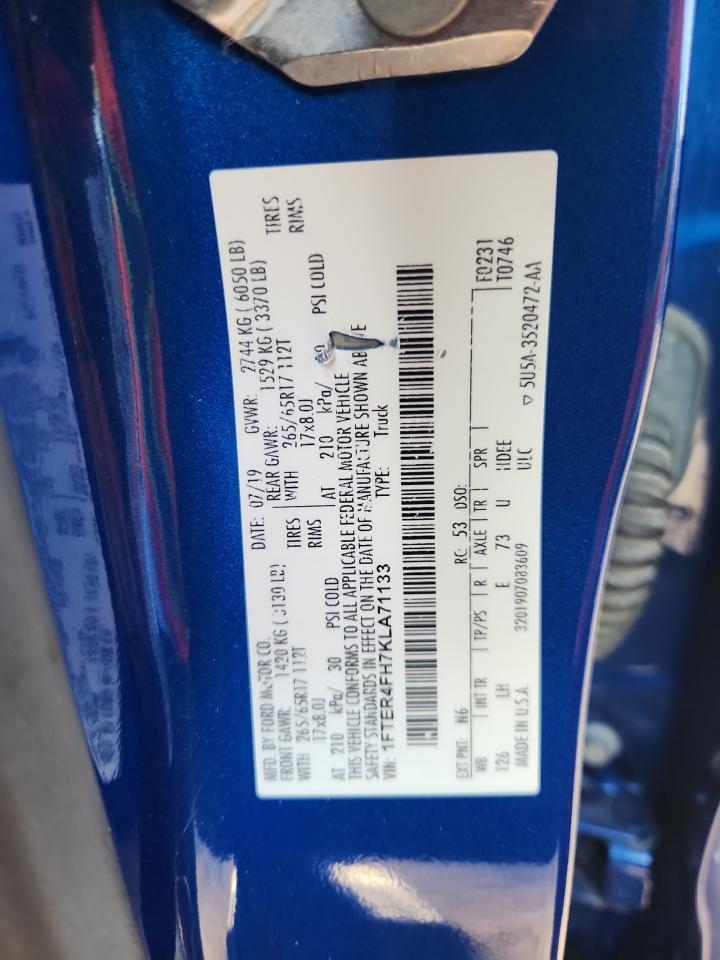 MFD. BY FORD MOTOR CO. DATE: 07/19 GVWR: 2744 KG ( 6050 LB)
FRONT GAWR: 1420 KG ( 3130 LB) REAR GAWR: 1529 KG ( 3370 LB)
WITH 265/65R17 112T TIRES WITH 265/65R17 112T TIRES
17x8.0J RIMS 17x8.0J RIMS
AT 210 kPa/ 30 PSI COLD AT 210 kPa/ PSI COLD
THIS VEHICLE CONFORMS TO ALL APPLICABLE FEDERAL MOTOR VEHICLE
SAFETY STANDARDS IN EFFECT ON THE DATE OF MANUFACTURE SHOWN ABOVE
VIN: 1FTER4FH7KLA71133 TYPE: Truck
EXT PNT: N6 RC: 53 DSO: F0231
WB INT TR TP/PS R AXLE TR SPR T0746
126 LH E 73 U UDEE
MADE IN U.S.A. 3201907083609 ULC ▽ 5U5A-3520472-AA